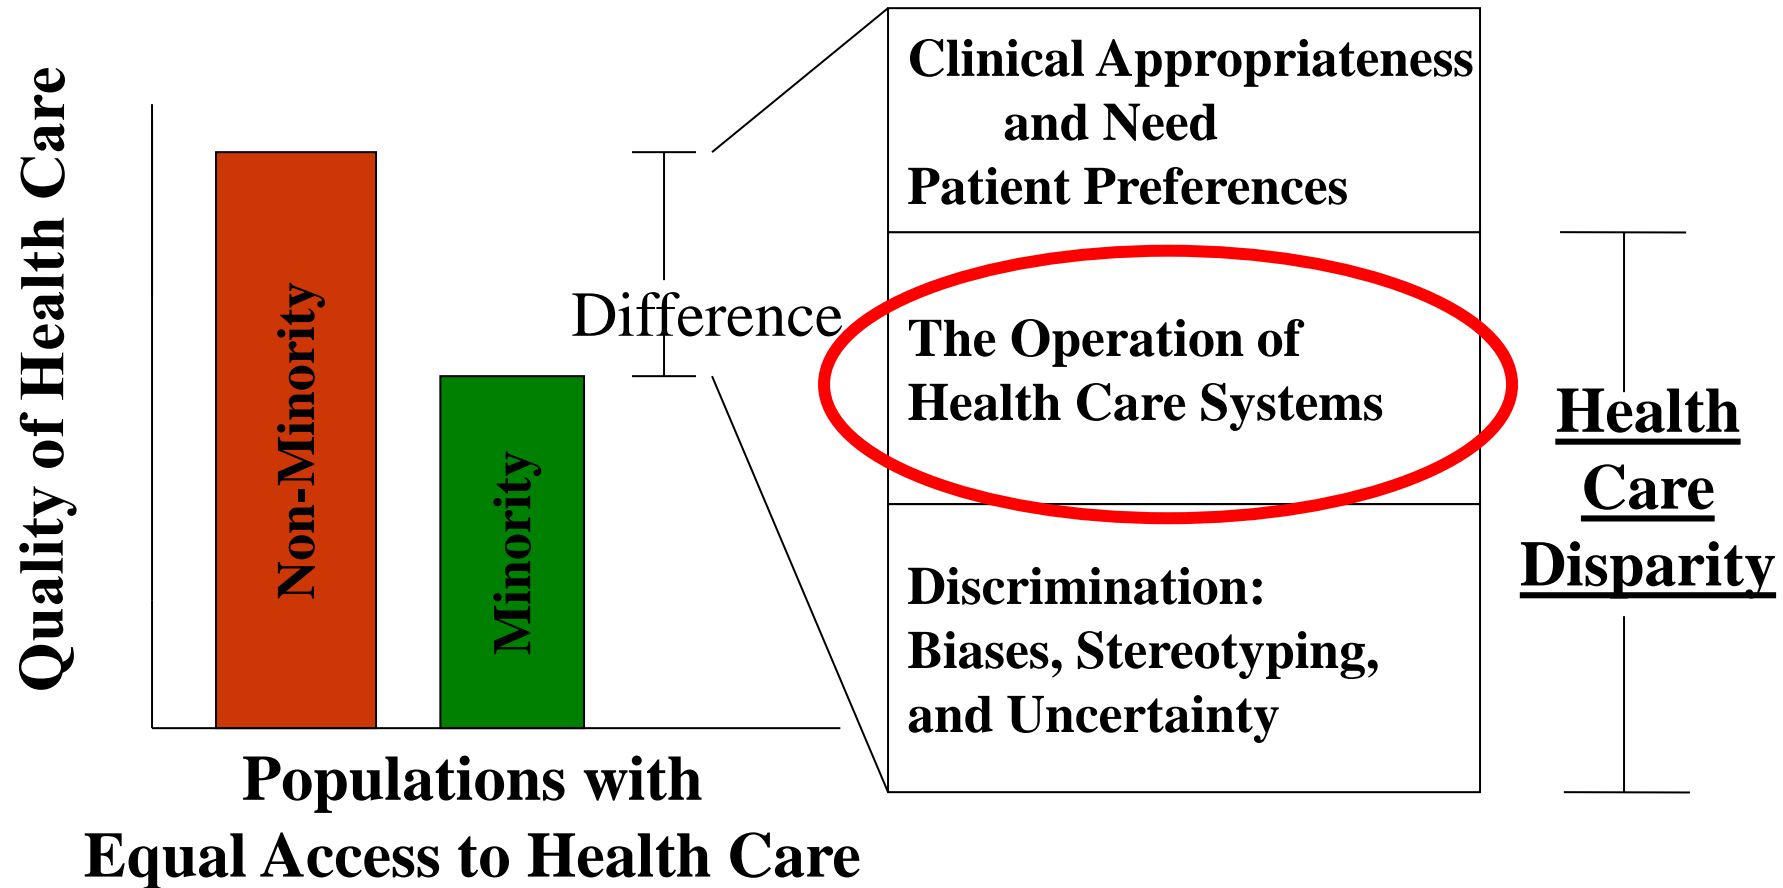 Quality of Health Care
Non-Minority
Minority
Difference
Populations with
Equal Access to Health Care
Clinical Appropriateness
and Need
Patient Preferences
The Operation of
Health Care Systems
Discrimination:
Biases, Stereotyping,
and Uncertainty
Health
Care
Disparity